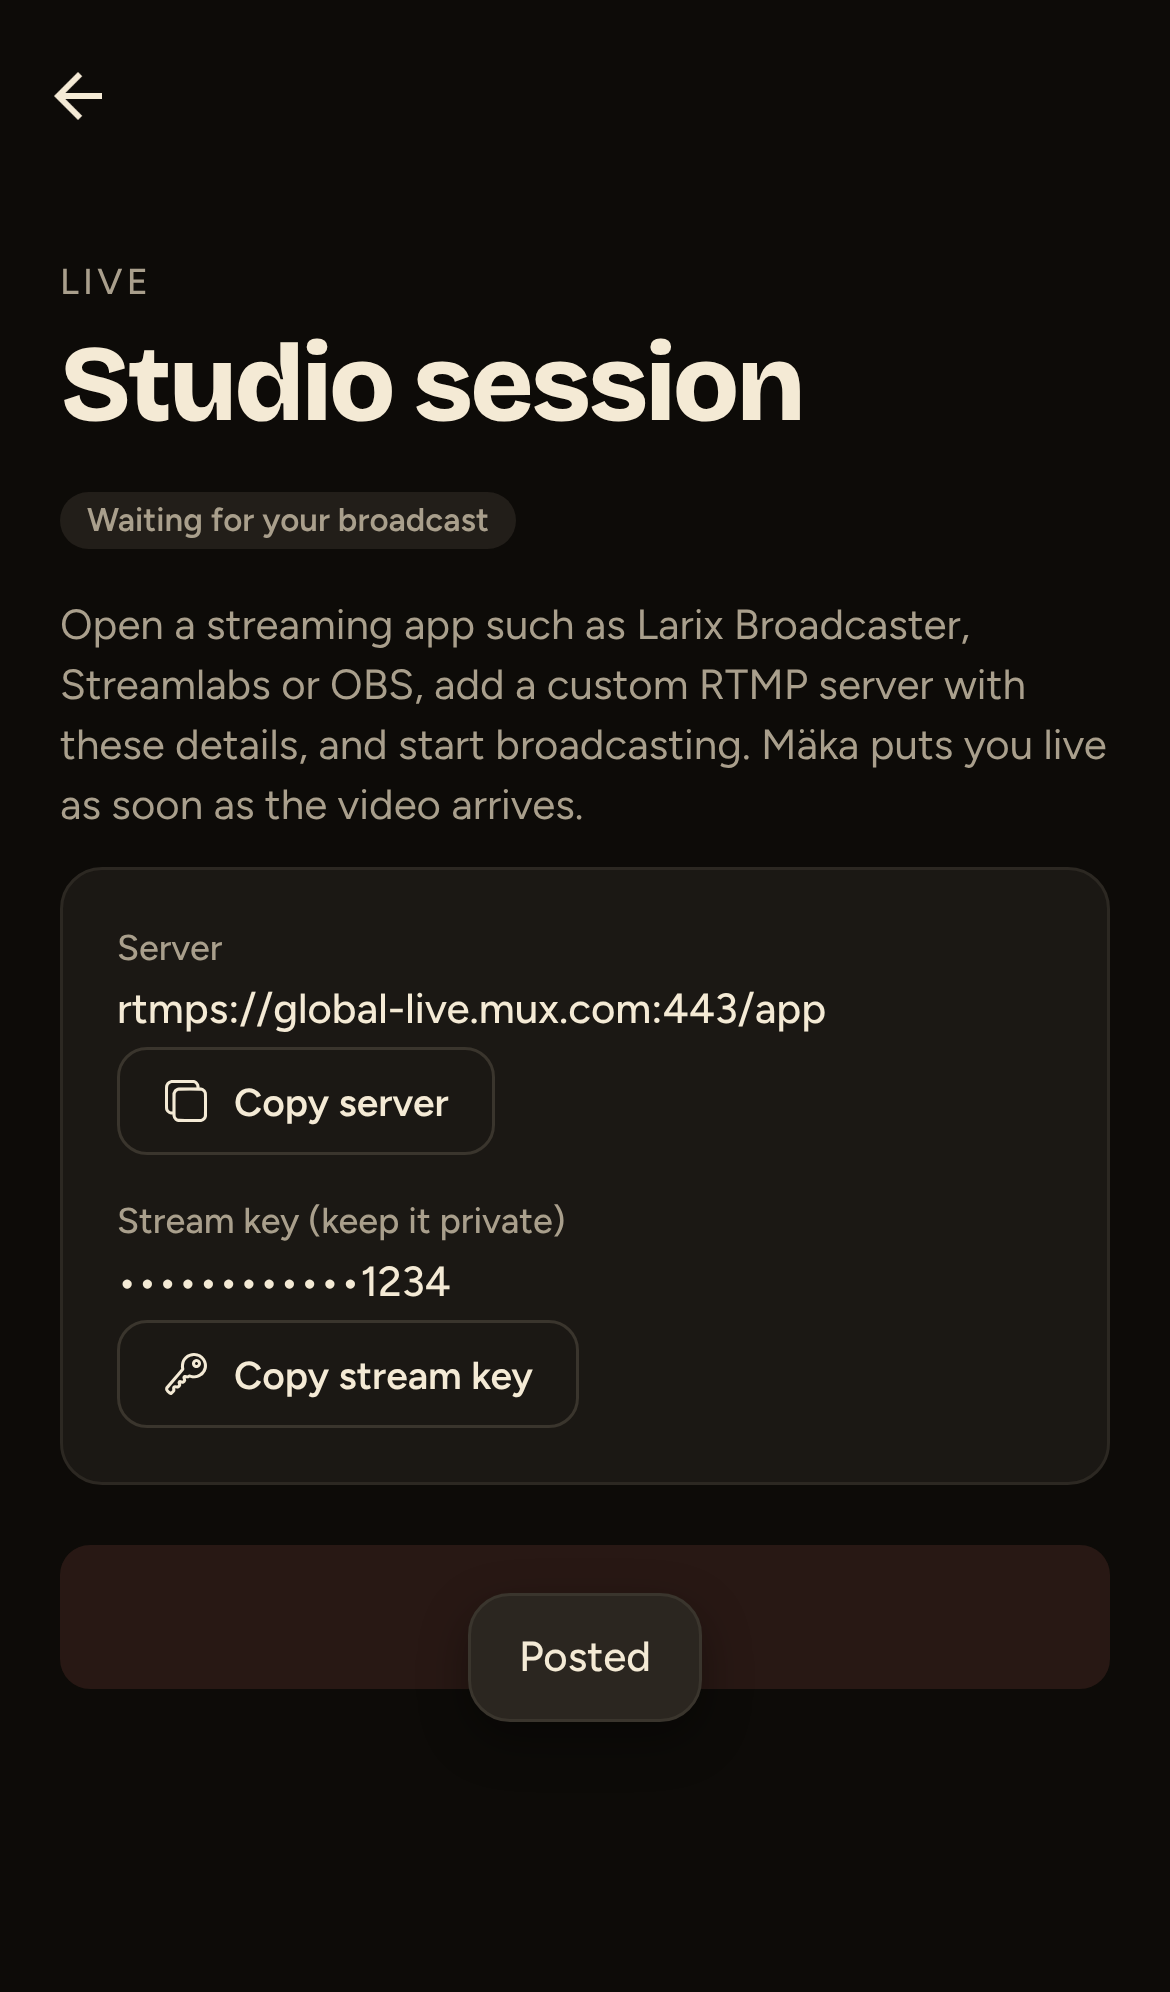 LIVE
Studio session
Waiting for your broadcast
Open a streaming app such as Larix Broadcaster,
Streamlabs or OBS, add a custom RTMP server with
these details, and start broadcasting. Mäka puts you live
as soon as the video arrives.
Server
rtmps://global-live.mux.com:443/app
Copy server
Stream key (keep it private)
••••••••••••1234
Copy stream key
Posted